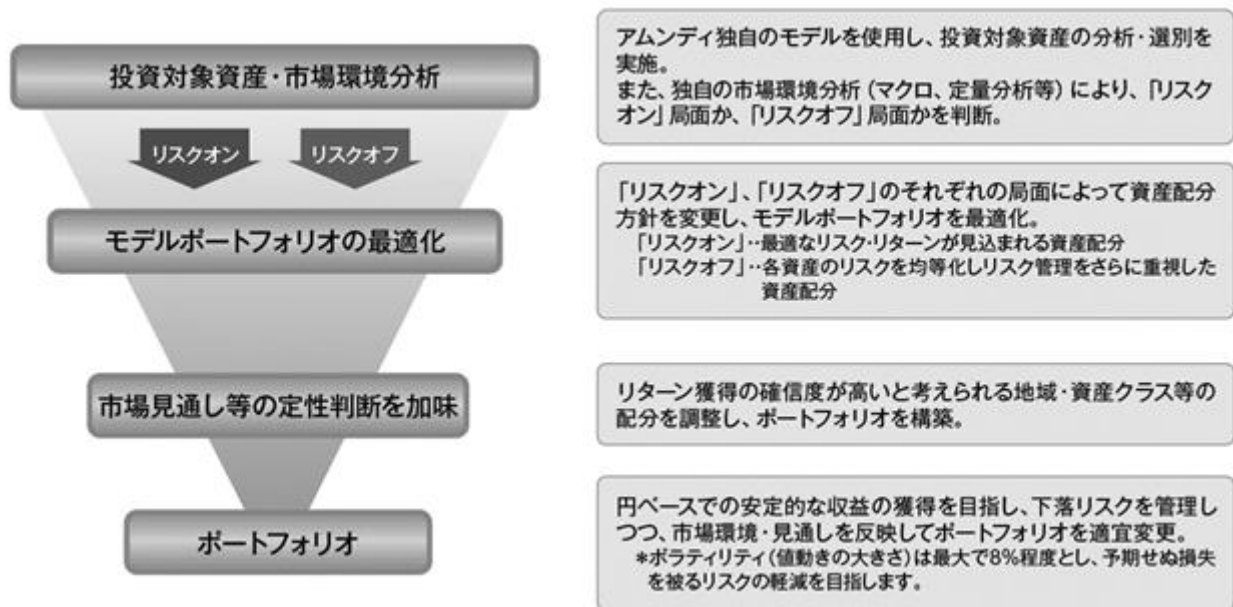 投資対象資産・市場環境分析
アムンディ独自のモデルを使用し、投資対象資産の分析・選別を
実施。
また、独自の市場環境分析（マクロ、定量分析等）により、「リスク
オン」局面か、「リスクオフ」局面かを判断。
リスクオン
リスクオフ
モデルポートフォリオの最適化
「リスクオン」、「リスクオフ」のそれぞれの局面によって資産配分
方針を変更し、モデルポートフォリオを最適化。
「リスクオン」‥最適なリスク・リターンが見込まれる資産配分
「リスクオフ」‥各資産のリスクを均等化しリスク管理をさらに重視した
資産配分
市場見通し等の定性判断を加味
リターン獲得の確信度が高いと考えられる地域・資産クラス等の
配分を調整し、ポートフォリオを構築。
ポートフォリオ
円ベースでの安定的な収益の獲得を目指し、下落リスクを管理し
つつ、市場環境・見通しを反映してポートフォリオを適宜変更。
＊ボラティリティ（値動きの大きさ）は最大で8％程度とし、予期せぬ損失
を被るリスクの軽減を目指します。